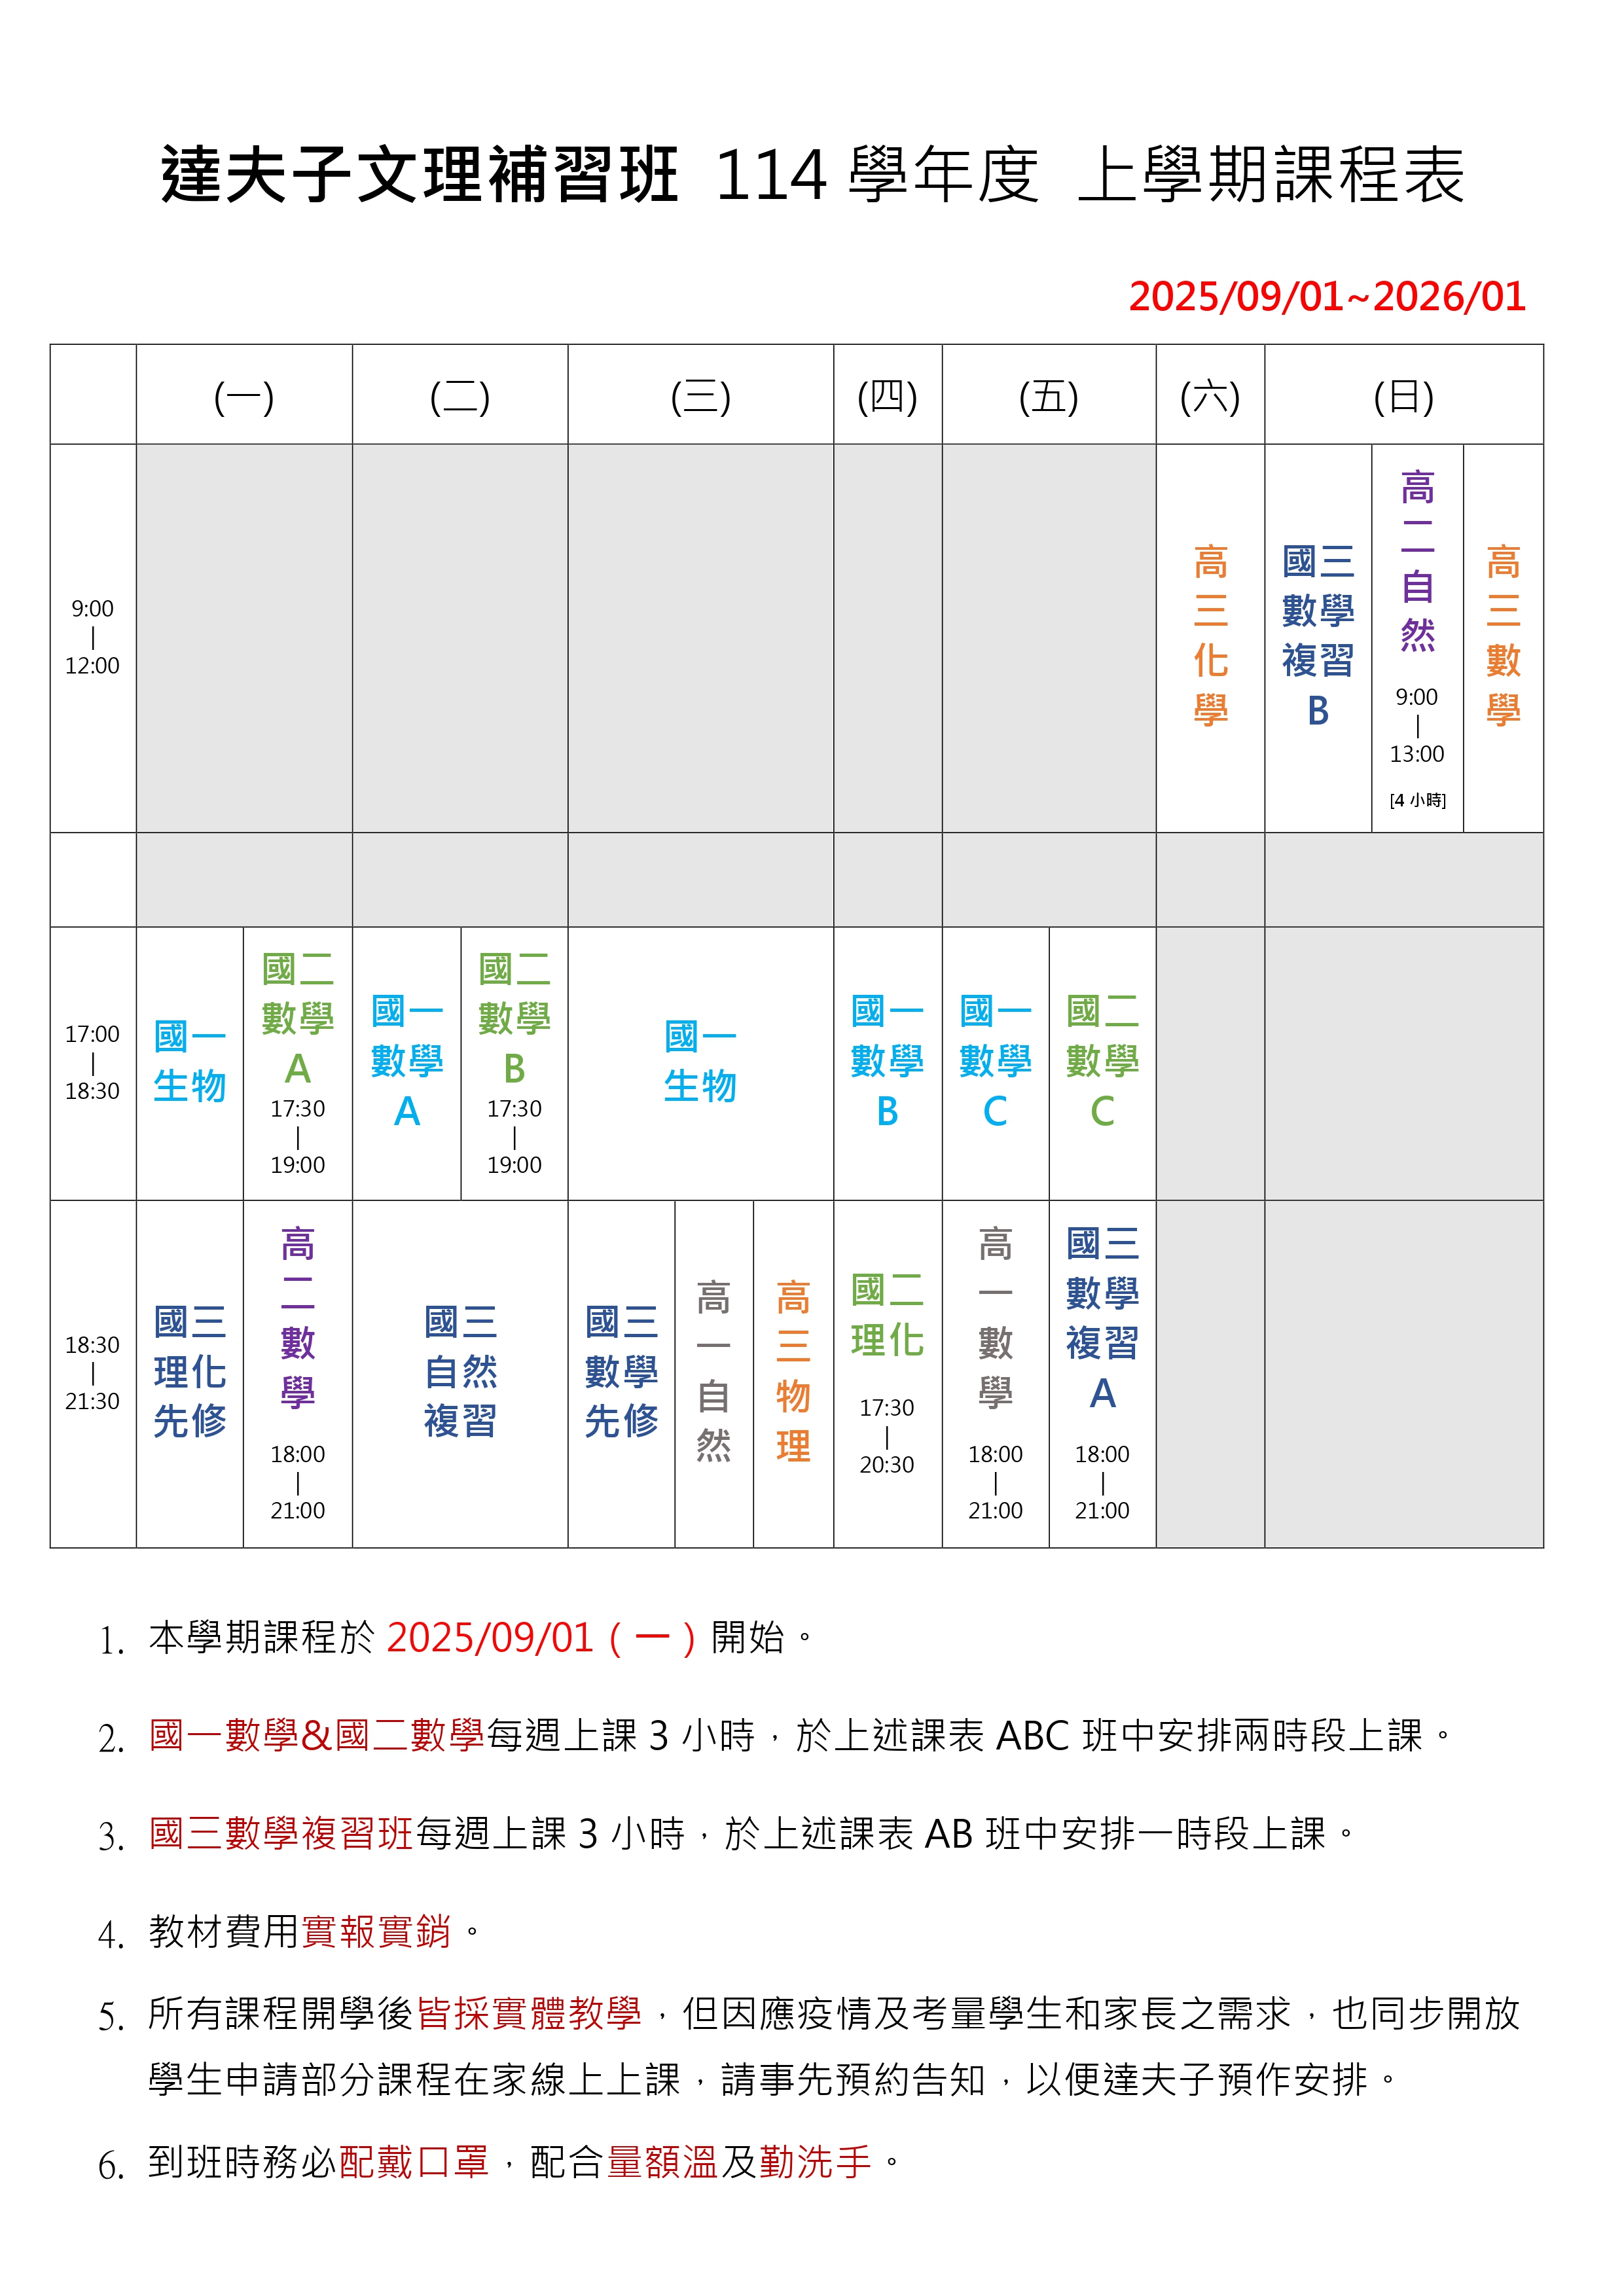 達夫子文理補習班 114 學年度 上學期課程表
2025/09/01~2026/01
(一) (二) (三) (四) (五) (六) (日)
9:00
|
12:00
高
三
化
學
國三
數學
複習
B
高
二
自
然
9:00
|
13:00
[4 小時]
高
三
數
學
17:00
|
18:30
國一
生物
國二
數學
A
17:30
|
19:00
國一
數學
A
國二
數學
B
17:30
|
19:00
國一
生物
國一
數學
B
國一
數學
C
國二
數學
C
18:30
|
21:30
國三
理化
先修
高
二
數
學
18:00
|
21:00
國三
自然
複習
國三
數學
先修
高
一
自
然
高
三
物
理
國二
理化
17:30
|
20:30
高
一
數
學
18:00
|
21:00
國三
數學
複習
A
18:00
|
21:00
1. 本學期課程於 2025/09/01（一）開始。
2. 國一數學&國二數學每週上課 3 小時，於上述課表 ABC 班中安排兩時段上課。
3. 國三數學複習班每週上課 3 小時，於上述課表 AB 班中安排一時段上課。
4. 教材費用實報實銷。
5. 所有課程開學後皆採實體教學，但因應疫情及考量學生和家長之需求，也同步開放
學生申請部分課程在家線上上課，請事先預約告知，以便達夫子預作安排。
6. 到班時務必配戴口罩，配合量額溫及勤洗手。